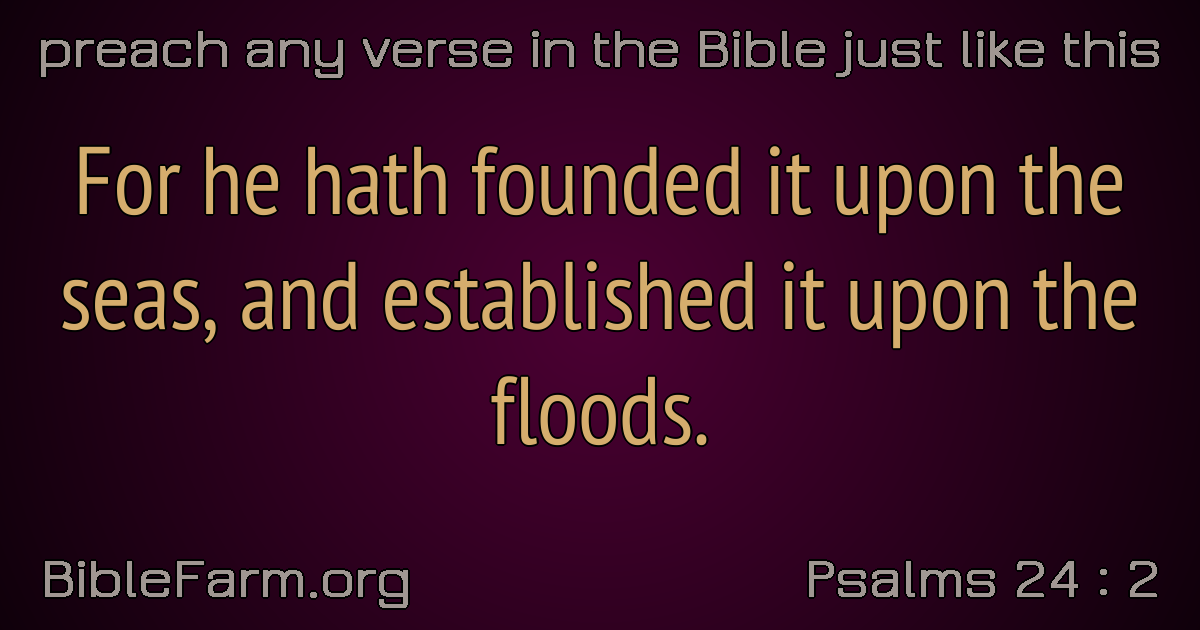 preach any verse in the Bible just like this
For he hath founded it upon the
seas, and established it upon the
floods.
BibleFarm.org
Psalms 24 : 2